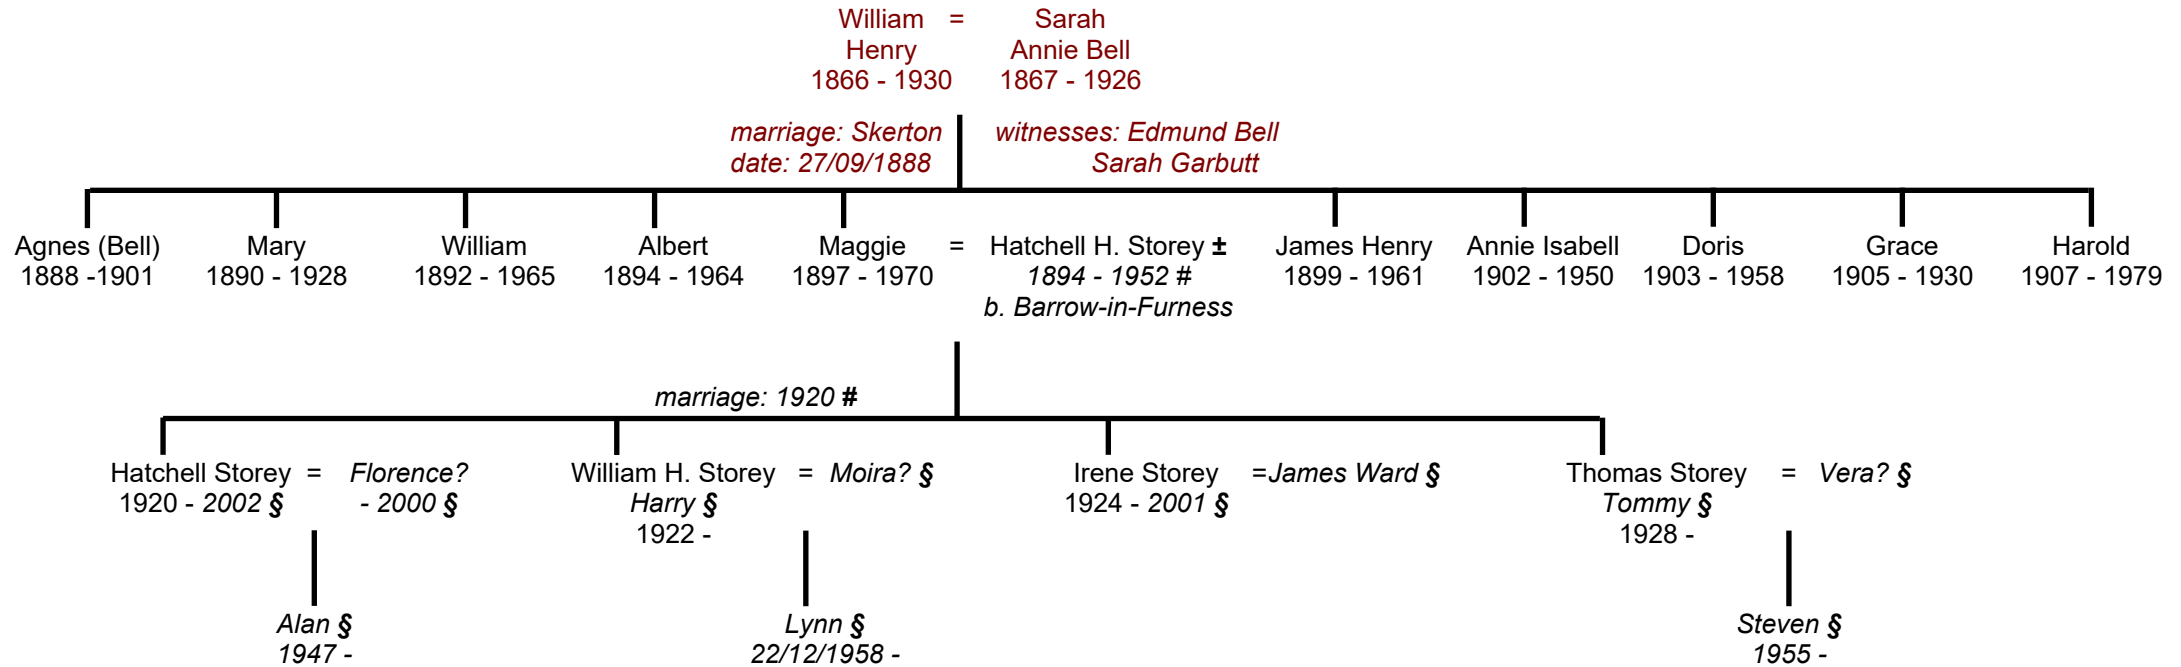 William = Sarah
Henry Annie Bell
1866 - 1930 1867 - 1926
marriage: Skerton witnesses: Edmund Bell
date: 27/09/1888 Sarah Garbutt
Agnes (Bell) Mary William Albert Maggie = Hatchell H. Storey ± James Henry Annie Isabell Doris Grace Harold
1888 -1901 1890 - 1928 1892 - 1965 1894 - 1964 1897 - 1970 1894 - 1952 # 1899 - 1961 1902 - 1950 1903 - 1958 1905 - 1930 1907 - 1979
b. Barrow-in-Furness
marriage: 1920 #
Hatchell Storey = Florence? William H. Storey = Moira? § Irene Storey =James Ward § Thomas Storey = Vera? §
1920 - 2002 § - 2000 § Harry § 1924 - 2001 § Tommy §
1922 - 1928 -
Alan § Lynn § Steven §
1947 - 22/12/1958 - 1955 -